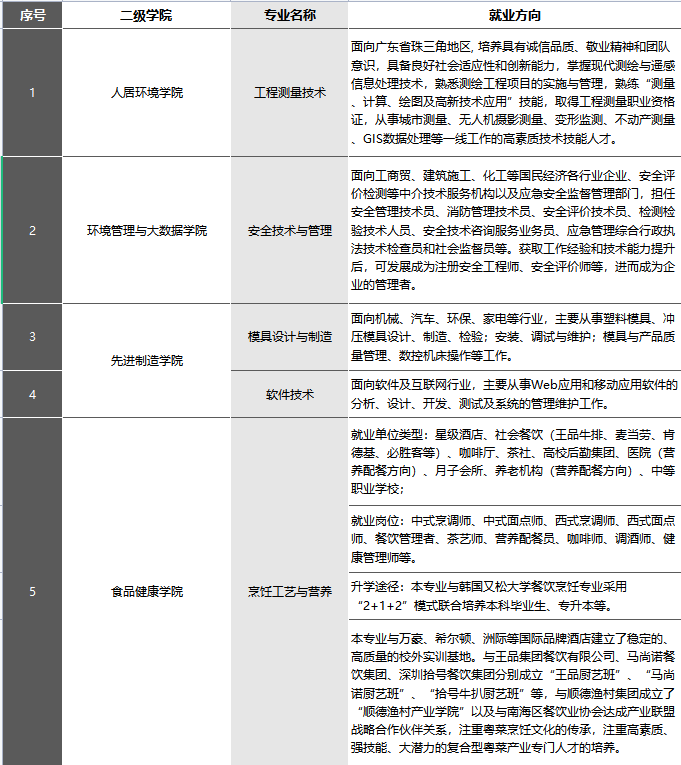 序号 二级学院 专业名称 就业方向
1 人居环境学院 工程测量技术
面向广东省珠三角地区, 培养具有诚信品质、敬业精神和团队
意识，具备良好社会适应性和创新能力，掌握现代测绘与遥感
信息处理技术，熟悉测绘工程项目的实施与管理，熟练“测量
、计算、绘图及高新技术应用”技能，取得工程测量职业资格
证，从事城市测量、无人机摄影测量、变形监测、不动产测量
、GIS数据处理等一线工作的高素质技术技能人才。
2 环境管理与大数据学院 安全技术与管理
面向工商贸、建筑施工、化工等国民经济各行业企业、安全评
价检测等中介技术服务机构以及应急安全监督管理部门，担任
安全管理技术员、消防管理技术员、安全评价技术员、检测检
验技术人员、安全技术咨询服务业务员、应急管理综合行政执
法技术检查员和社会监督员等。获取工作经验和技术能力提升
后，可发展成为注册安全工程师、安全评价师等，进而成为企
业的管理者。
3 先进制造学院 模具设计与制造
面向机械、汽车、环保、家电等行业，主要从事塑料模具、冲
压模具设计、制造、检验；安装、调试与维护；模具与产品质
量管理、数控机床操作等工作。
4 软件技术
面向软件及互联网行业，主要从事Web应用和移动应用软件的
分析、设计、开发、测试及系统的管理维护工作。
5 食品健康学院 烹饪工艺与营养
就业单位类型：星级酒店、社会餐饮（王品牛排、麦当劳、肯
德基、必胜客等）、咖啡厅、茶社、高校后勤集团、医院（营
养配餐方向）、月子会所、养老机构（营养配餐方向）、中等
职业学校；
就业岗位：中式烹调师、中式面点师、西式烹调师、西式面点
师、餐饮管理者、茶艺师、营养配餐员、咖啡师、调酒师、健
康管理师等。
升学途径：本专业与韩国又松大学餐饮烹饪专业采用
“2+1+2”模式联合培养本科毕业生、专升本等。
本专业与万豪、希尔顿、洲际等国际品牌酒店建立了稳定的、
高质量的校外实训基地。与王品集团餐饮有限公司、马尚诺餐
饮集团、深圳拾号餐饮集团分别成立“王品厨艺班”、“马尚
诺厨艺班”、“拾号牛扒厨艺班”等，与顺德渔村集团成立了
“顺德渔村产业学院”以及与南海区餐饮业协会达成产业联盟
战略合作伙伴关系，注重粤菜烹饪文化的传承，注重高素质、
强技能、大潜力的复合型粤菜产业专门人才的培养。